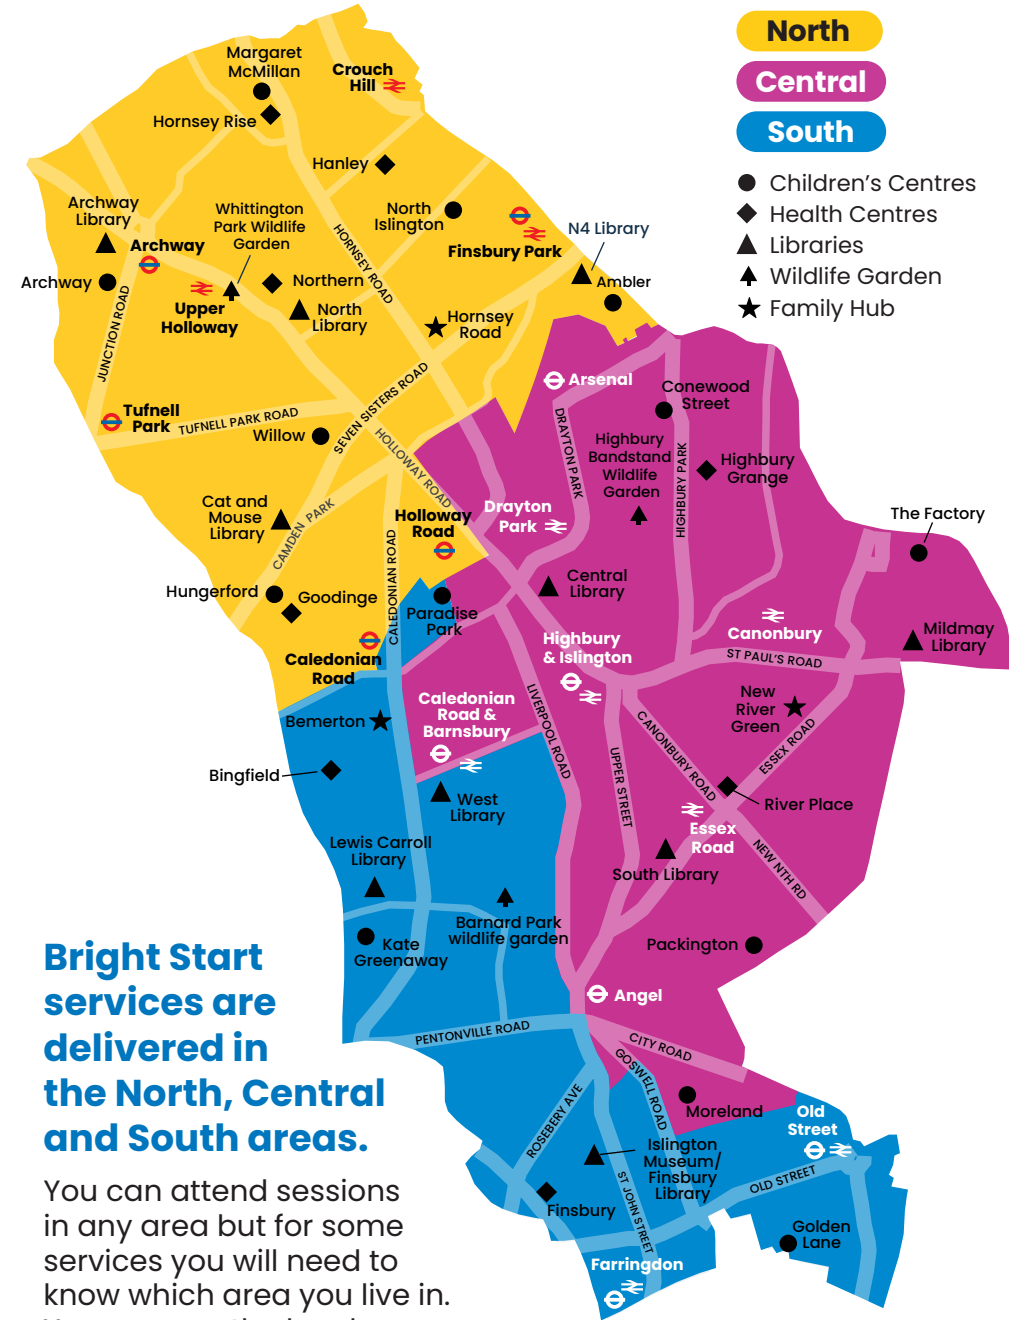 North
Central
South
Children's Centres
Health Centres
Libraries
Wildlife Garden
Family Hub
Margaret
McMillan
Crouch
Hill
Hornsey Rise
Hanley
Archway
Library
Whittington
Park Wildlife
Garden
North
Islington
HORNSEY ROAD
Finsbury Park
N4 Library
Archway
Archway
Northern
Ambler
Upper
Holloway
North
Library
Hornsey
Road
JUNCTION ROAD
Arsenal
Conewood
Street
Tufnell
Park
TUFNELL PARK ROAD
SEVEN SISTERS ROAD
Willow
HOLLOWAY ROAD
DRAYTON PARK
Highbury
Bandstand
Wildlife
Garden
HIGHBURY PARK
Highbury
Grange
Cat and
Mouse
Library
CAMDEN PARK
Holloway
Road
Drayton
Park
The Factory
CALEDONIAN ROAD
Hungerford
Goodinge
Paradise
Park
Central
Library
Caledonian
Road
Highbury
& Islington
Canonbury
Mildmay
Library
ST PAUL'S ROAD
Bemerton
Caledonian
Road &
Barnsbury
LIVERPOOL ROAD
New
River
Green
CANONBURY ROAD
ESSEX ROAD
UPPER STREET
Bingfield
West
Library
River Place
Essex
Road
Lewis Carroll
Library
South Library
NEW NTH RD
Barnard Park
wildlife garden
Kate
Greenaway
Packington
Angel
PENTONVILLE ROAD
CITY ROAD
GOSWELL ROAD
ROSEBERY AVE
Moreland
Old
Street
Islington
Museum/
Finsbury
Library
ST JOHN STREET
OLD STREET
Finsbury
Golden
Lane
Farringdon
Bright Start
services are
delivered in
the North, Central
and South areas.
You can attend sessions
in any area but for some
services you will need to
know which area you live in.